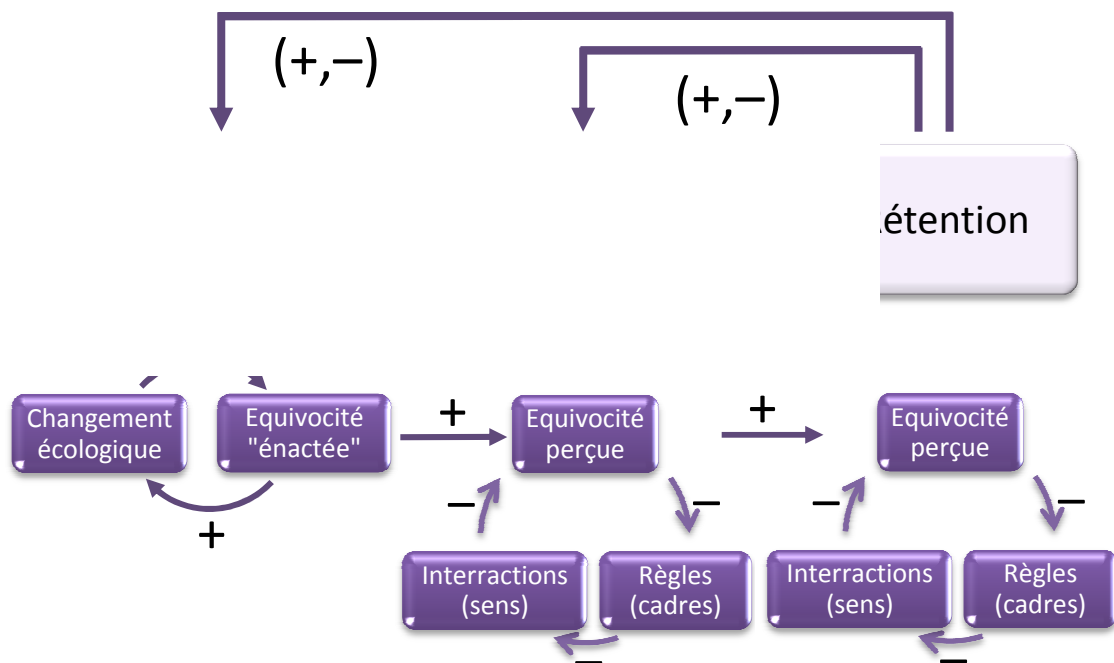 (+,−)
(+,−)
étention
Changement
écologique
Equivocité
"énactée"
+
Equivocité
perçue
+
Equivocité
perçue
+
−
−
−
−
Interractions
(sens)
Règles
(cadres)
Interractions
(sens)
Règles
(cadres)
−
−